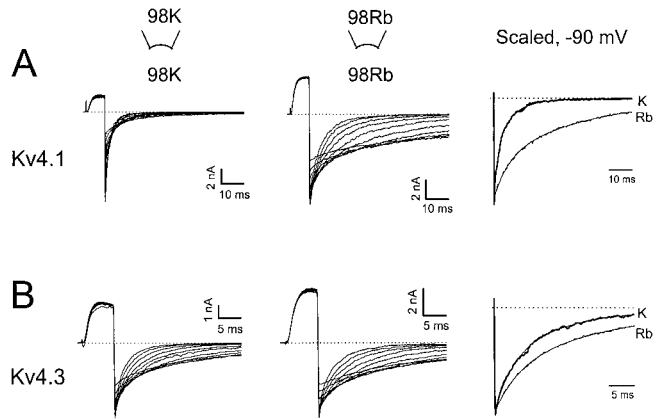 98K
98K
98Rb
98Rb
Scaled, -90 mV
A
Kv4.1
2 nA
10 ms
2 nA
10 ms
K
Rb
10 ms
B
Kv4.3
1 nA
5 ms
2 nA
5 ms
K
Rb
5 ms